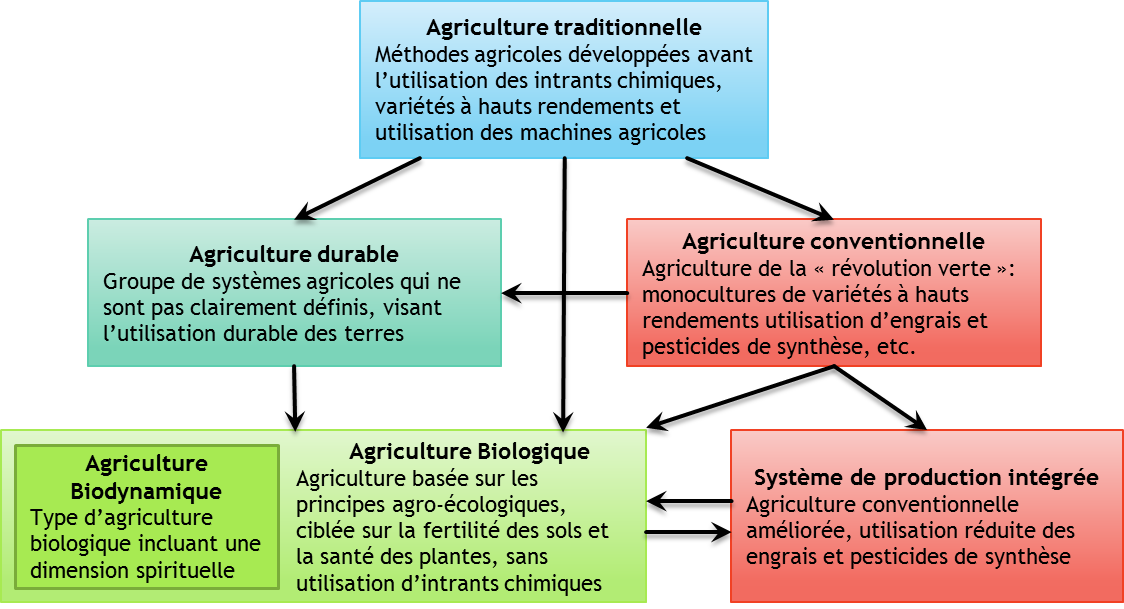 Agriculture traditionnelle
Méthodes agricoles développées avant
l’utilisation des intrants chimiques,
variétés à hauts rendements et
utilisation des machines agricoles
Agriculture durable
Groupe de systèmes agricoles qui ne
sont pas clairement définis, visant
l’utilisation durable des terres
Agriculture conventionnelle
Agriculture de la « révolution verte »:
monocultures de variétés à hauts
rendements utilisation d’engrais et
pesticides de synthèse, etc.
Agriculture
Biodynamique
Type d’agriculture
biologique incluant une
dimension spirituelle
Agriculture Biologique
Agriculture basée sur les
principes agro-écologiques,
ciblée sur la fertilité des sols et
la santé des plantes, sans
utilisation d’intrants chimiques
Système de production intégrée
Agriculture conventionnelle
améliorée, utilisation réduite des
engrais et pesticides de synthèse